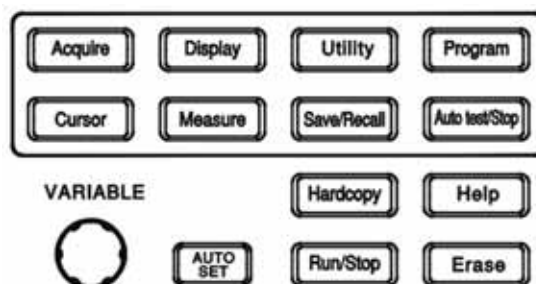 Acquire Display Utility Program
Cursor Measure Save/Recall Auto test/Stop
VARIABLE Hardcopy Help
AUTO SET Run/Stop Erase